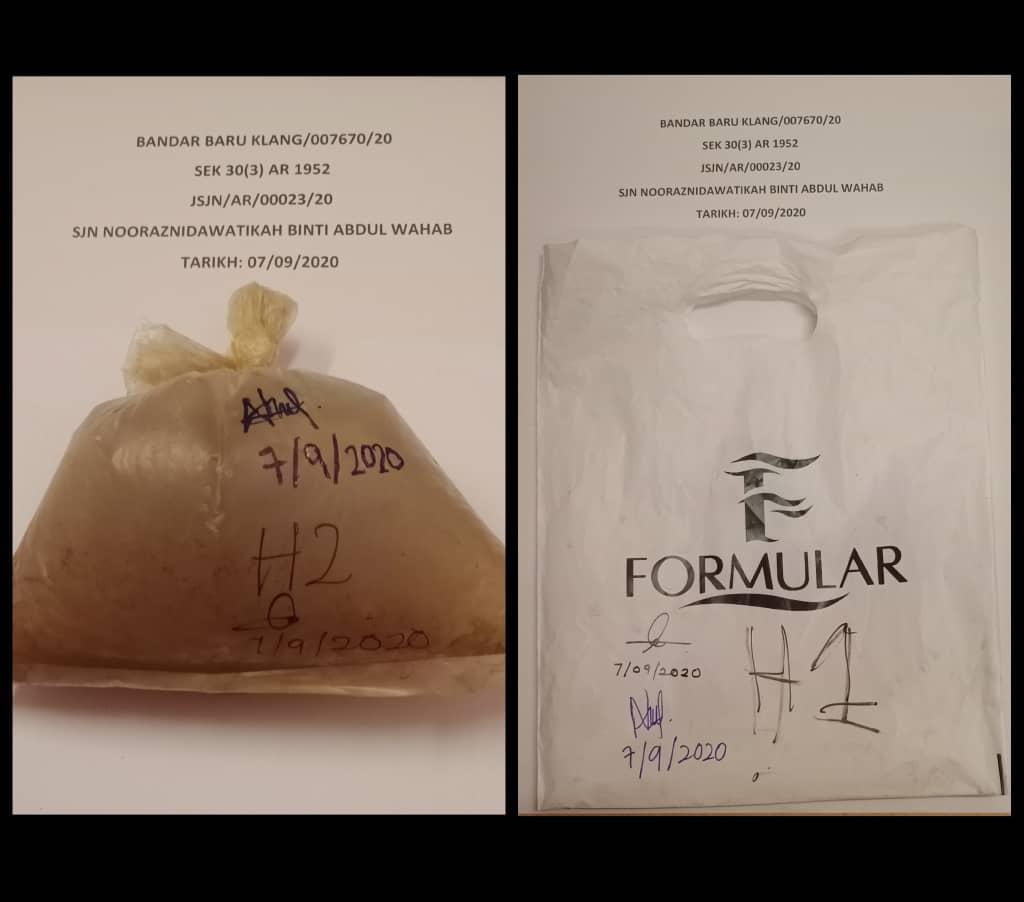 BANDAR BARU KLANG/007670/20
SEK 30(3) AR 1952
JSJN/AR/00023/20
SJN NOORAZNIDAWATIKAH BINTI ABDUL WAHAB
TARIKH: 07/09/2020
7/9/2020
H2
7/9/2020
BANDAR BARU KLANG/007670/20
SEK 30(3) AR 1952
JSJN/AR/00023/20
SJN NOORAZNIDAWATIKAH BINTI ABDUL WAHAB
TARIKH: 07/09/2020
F
FORMULAR
7/09/2020
H1
7/9/2020